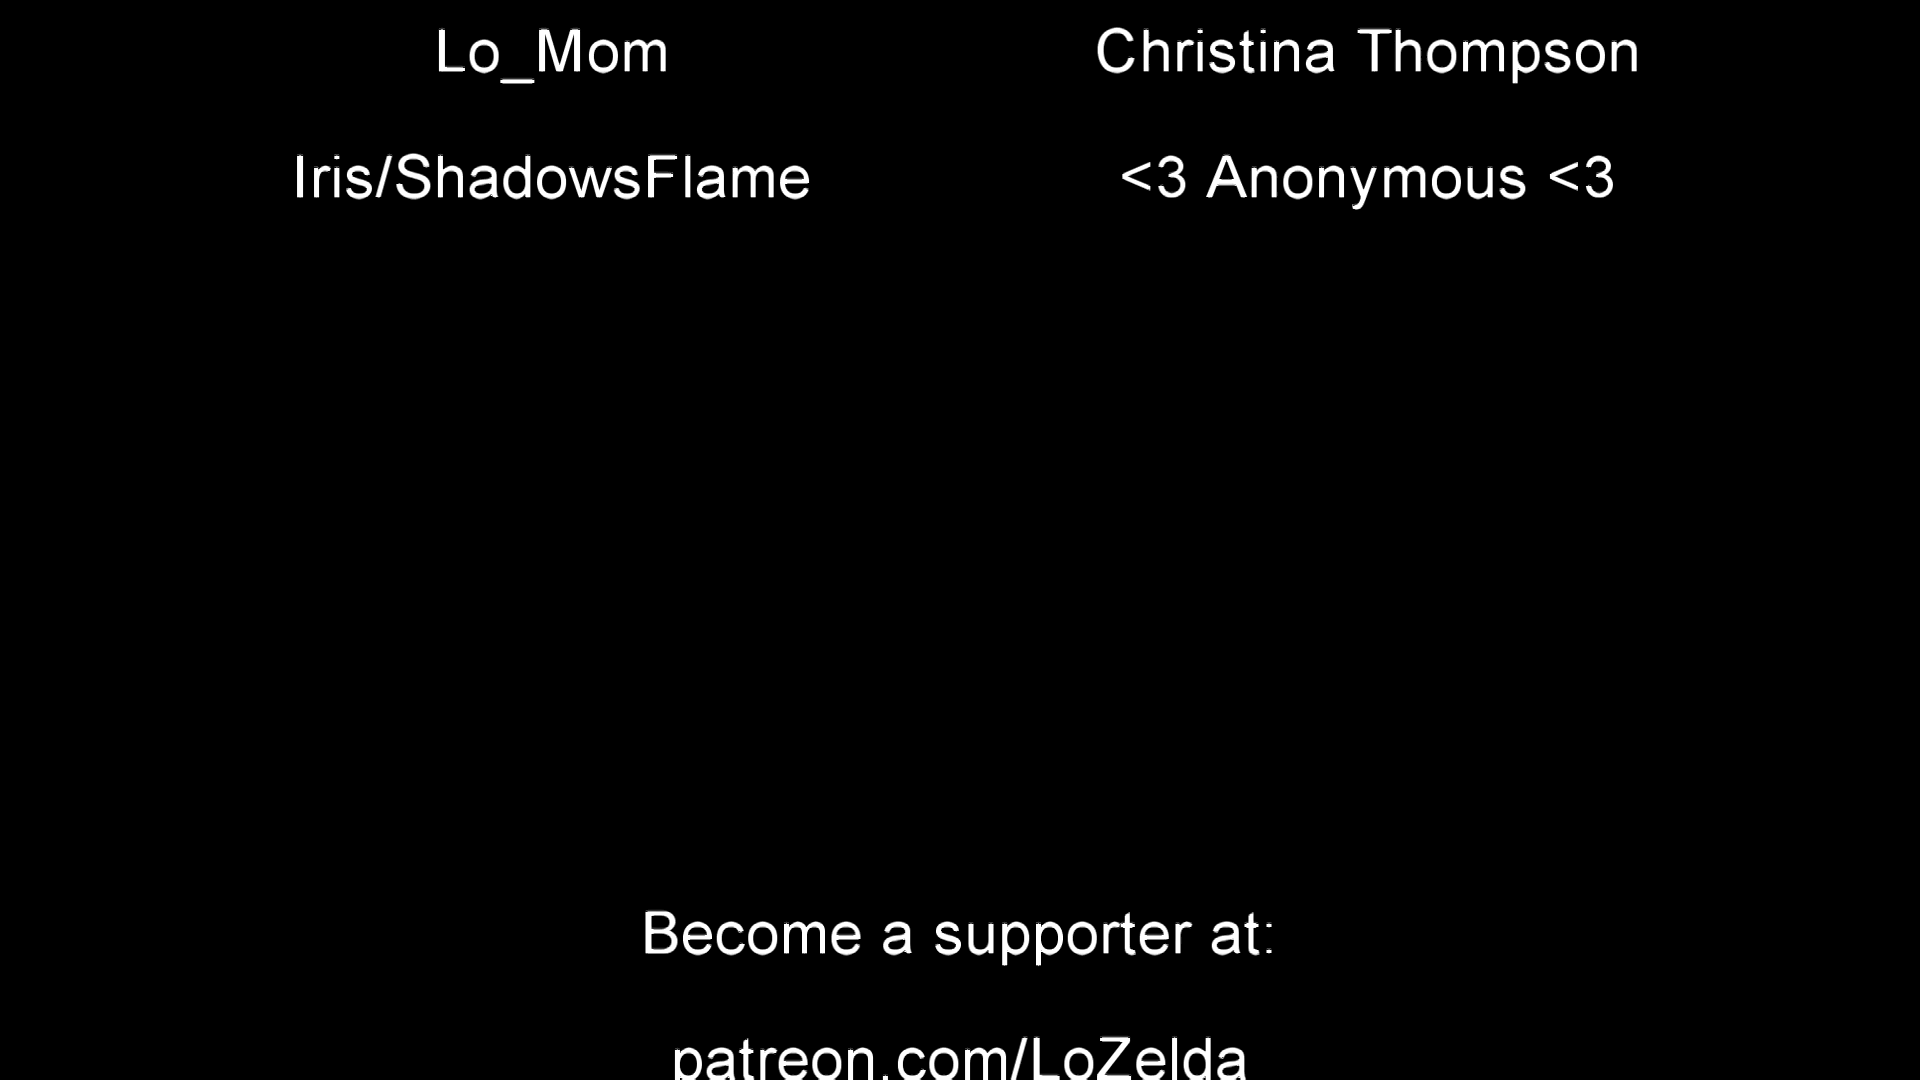 Lo_Mom
Christina Thompson
Iris/ShadowsFlame
<3 Anonymous <3
Become a supporter at:
patreon.com/LoZelda